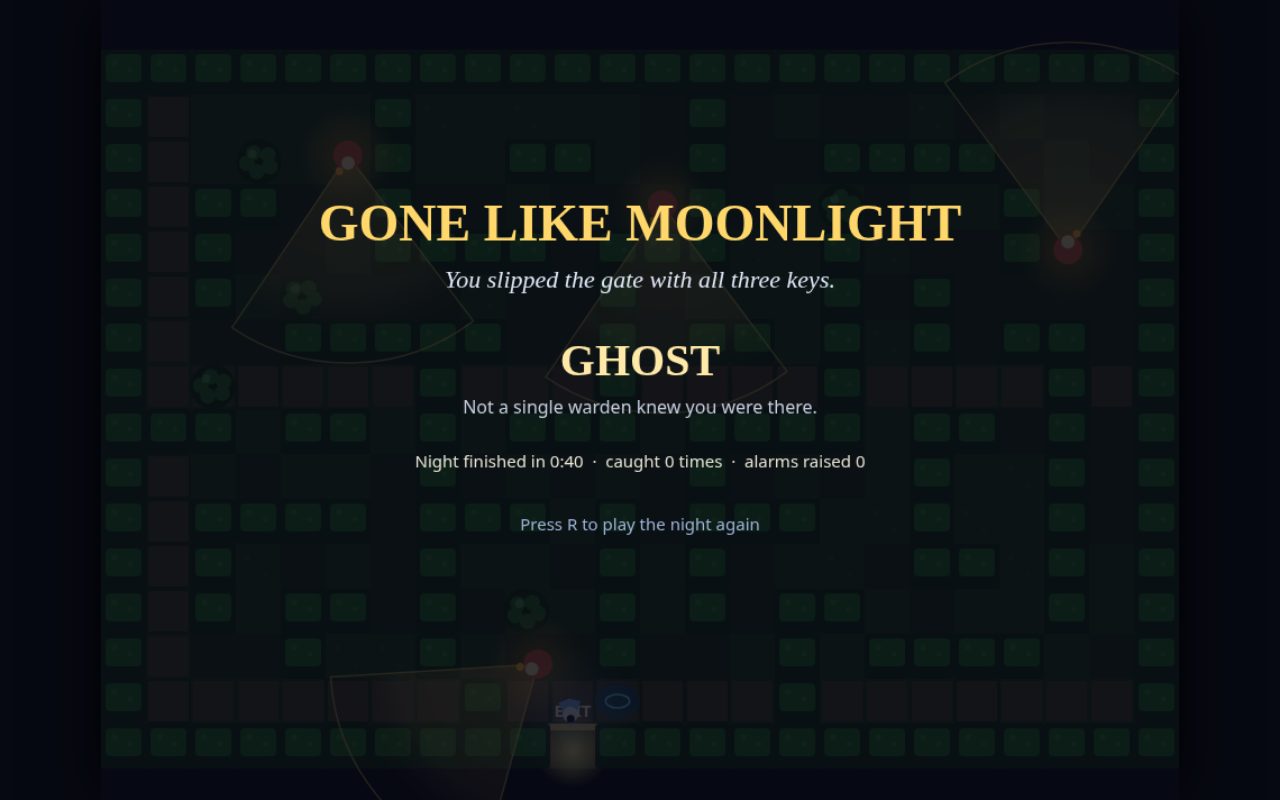 GONE LIKE MOONLIGHT
You slipped the gate with all three keys.
GHOST
Not a single warden knew you were there.
Night finished in 0:40 · caught 0 times · alarms raised 0
Press R to play the night again